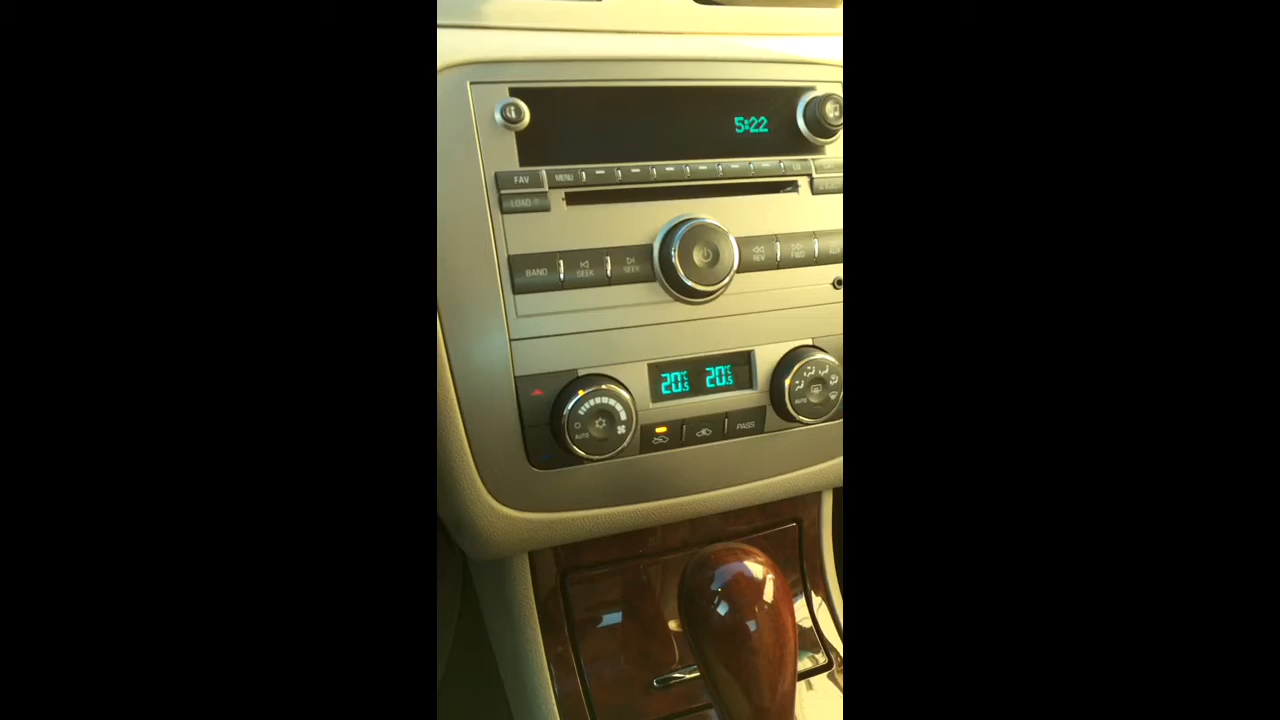 5:22
FAV MENU
LOAD
BAND SEEK SEEK REV FWD
20.5°C 20.5°C
AUTO AUTO
PASS